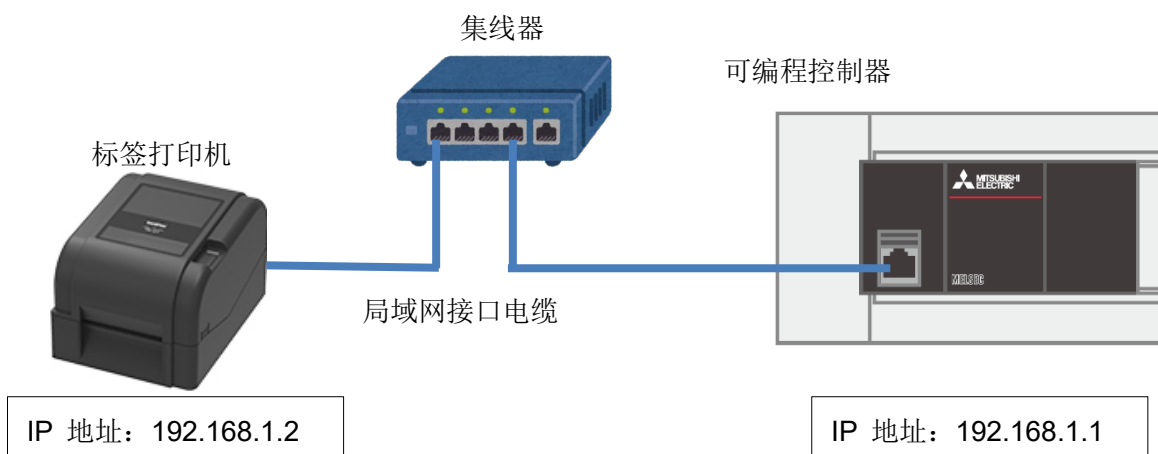 集线器
可编程控制器
标签打印机
MITSUBISHI
ELECTRIC
MELSEC
局域网接口电缆
IP 地址：192.168.1.2
IP 地址：192.168.1.1